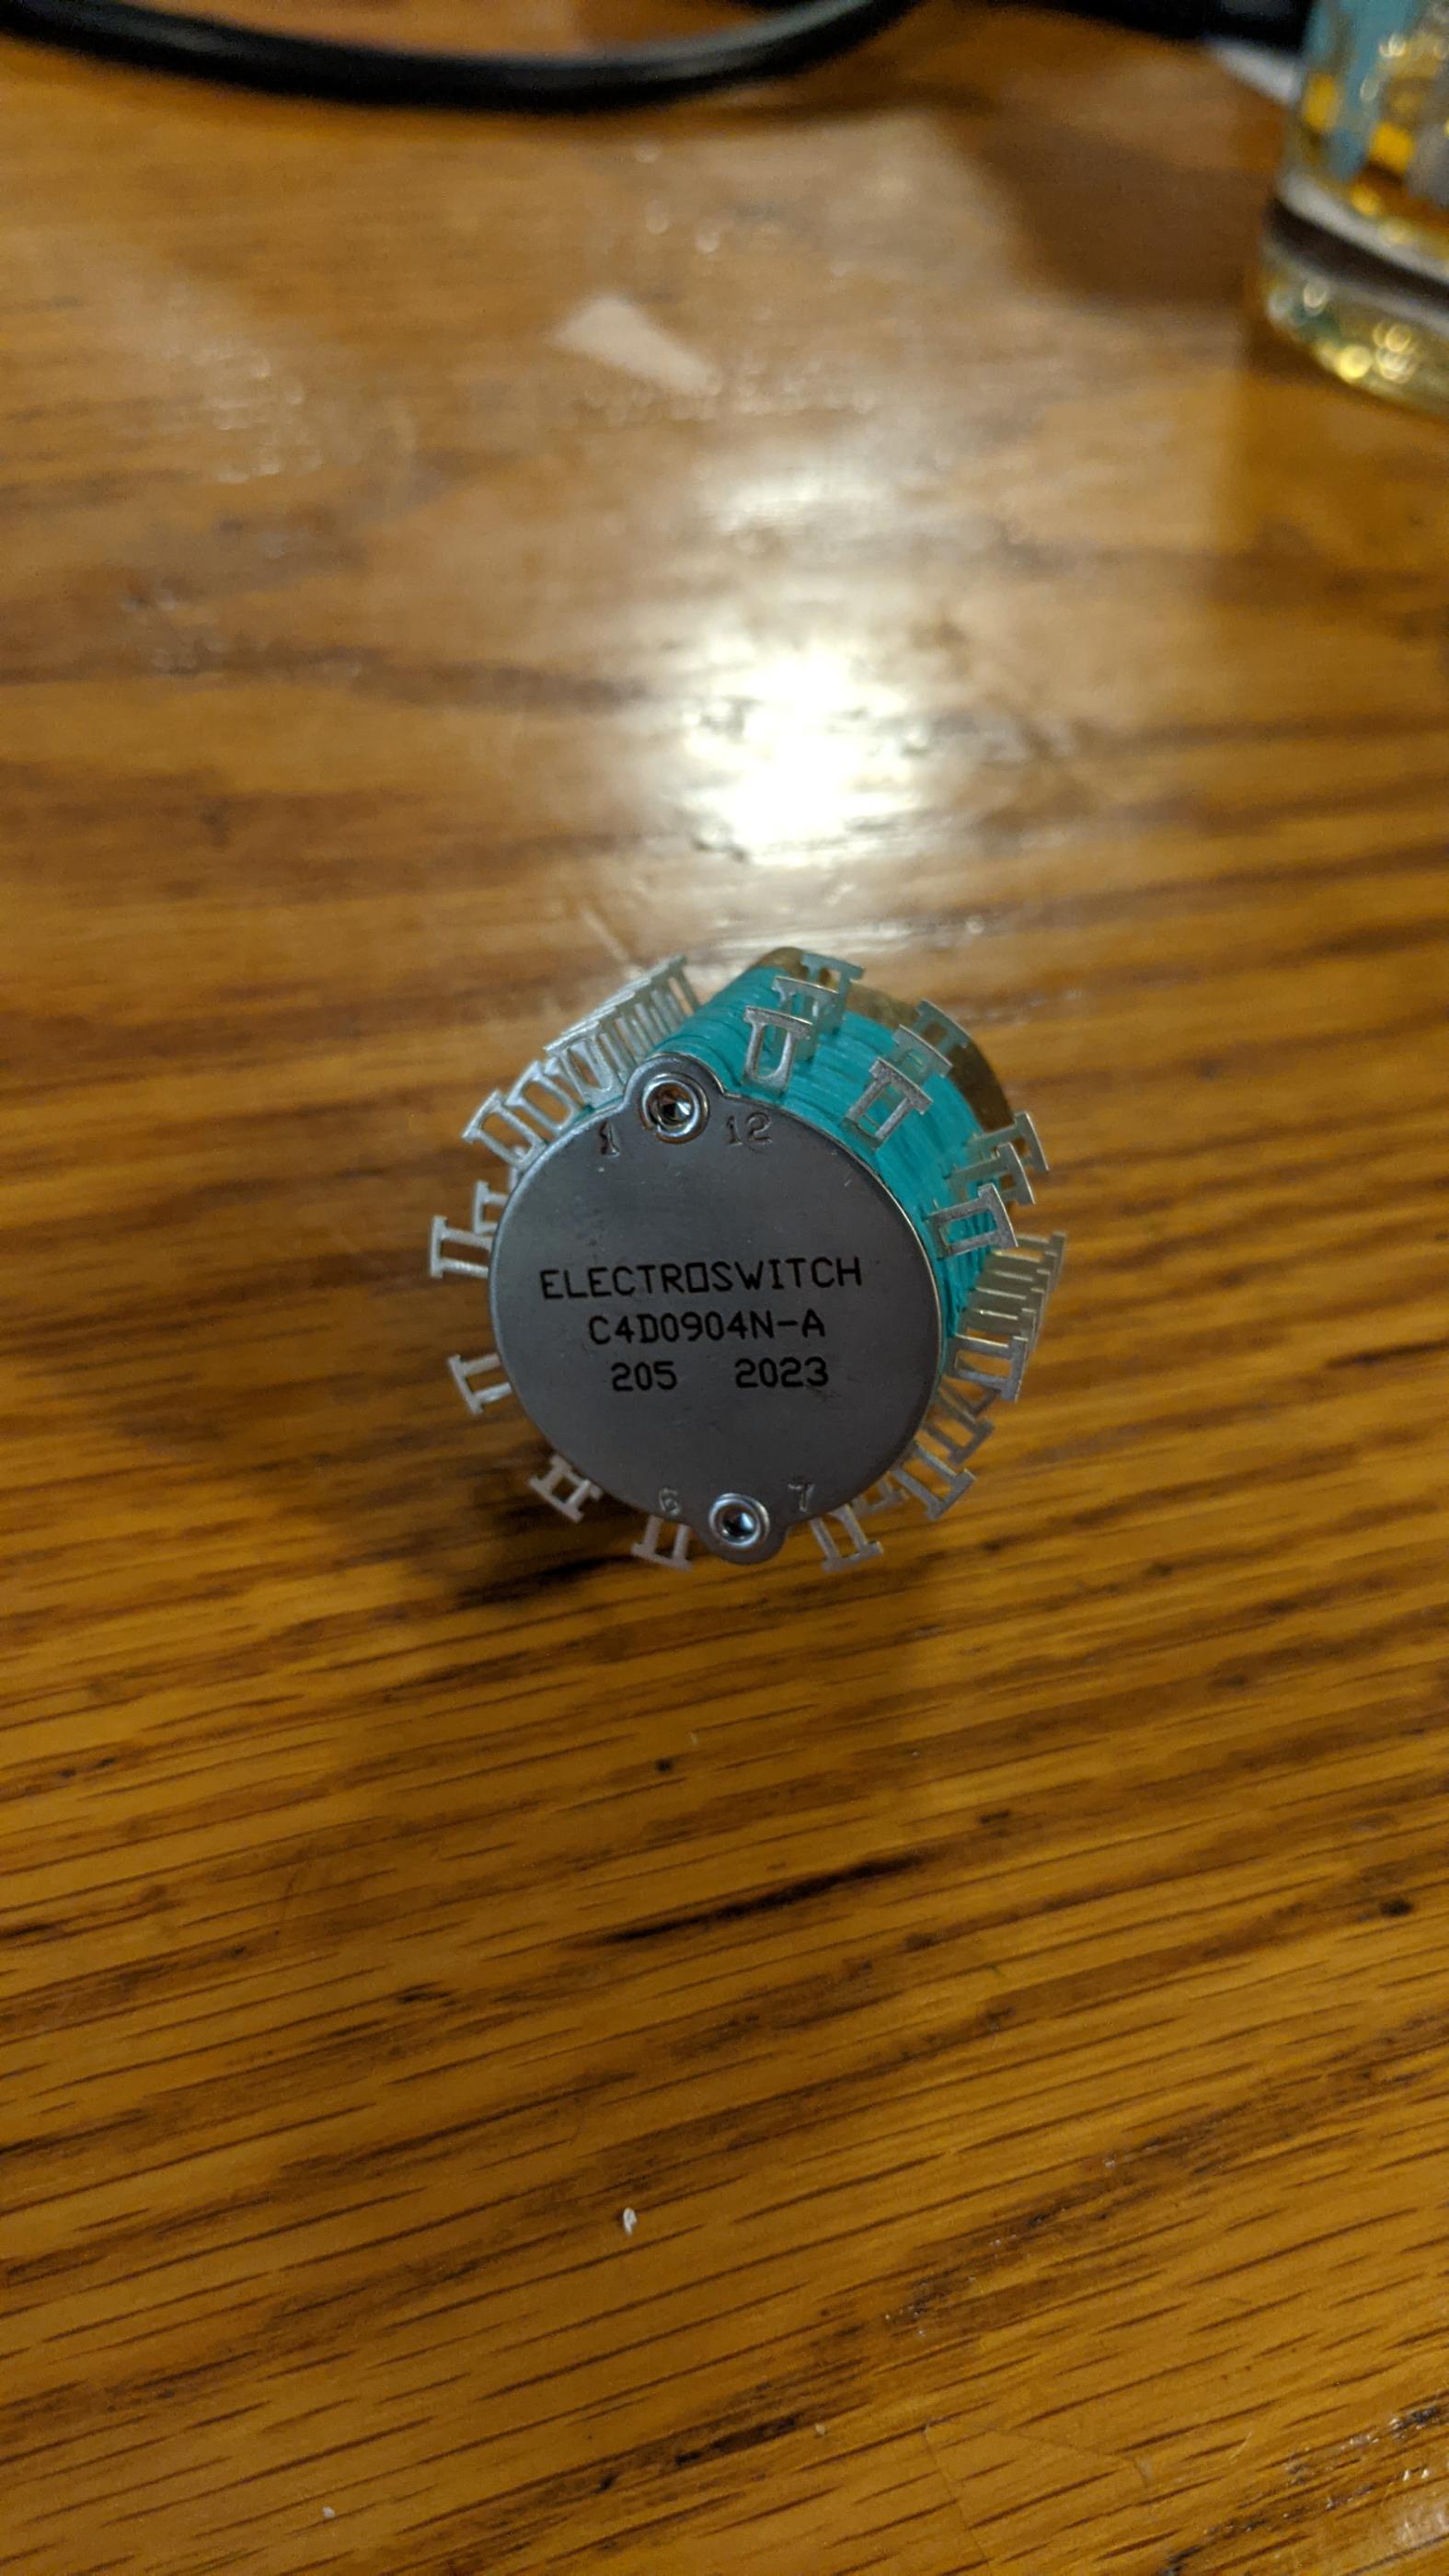 1 12
ELECTROSWITCH
C4D0904N-A
205 2023
6 7